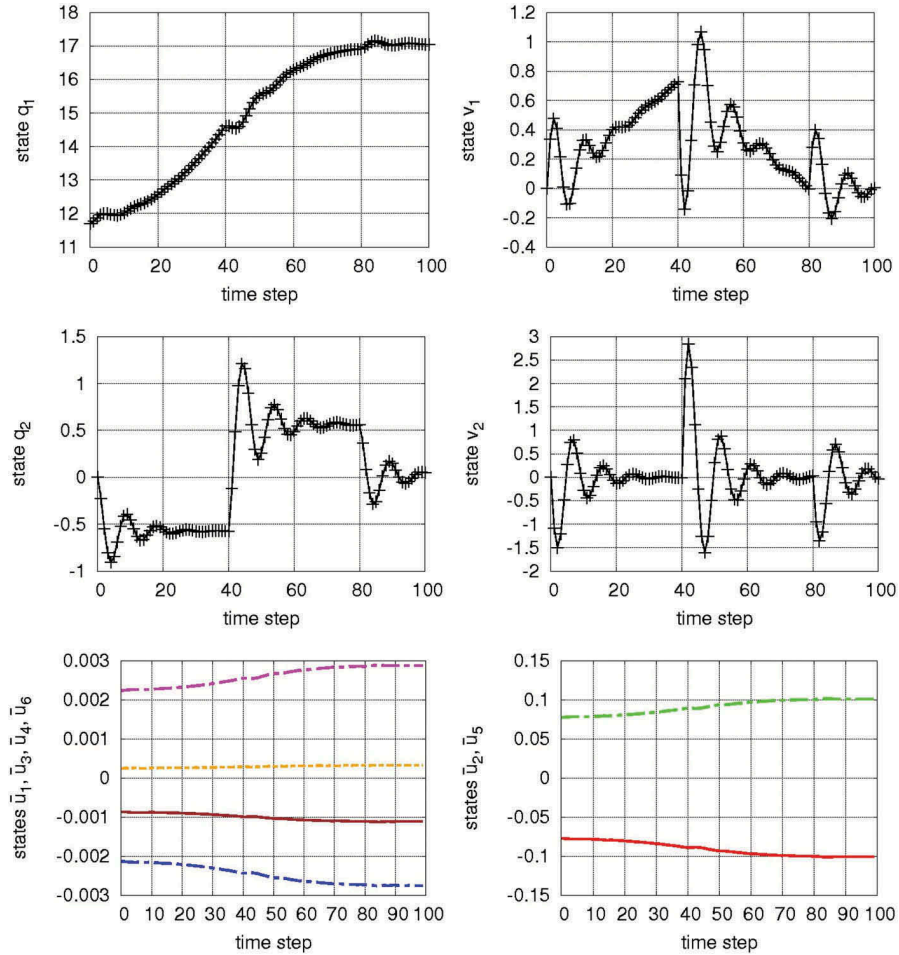 18
17
16
15
14
13
12
11
0 20 40 60 80 100
time step
state q1
1.2
1
0.8
0.6
0.4
0.2
0
-0.2
-0.4
0 20 40 60 80 100
time step
state v1
1.5
1
0.5
0
-0.5
-1
0 20 40 60 80 100
time step
state q2
3
2.5
2
1.5
1
0.5
0
-0.5
-1
-1.5
-2
0 20 40 60 80 100
time step
state v2
0.003
0.002
0.001
0
-0.001
-0.002
-0.003
0 10 20 30 40 50 60 70 80 90 100
time step
states ū1, ū3, ū4, ū6
0.15
0.1
0.05
0
-0.05
-0.1
-0.15
0 10 20 30 40 50 60 70 80 90 100
time step
states ū2, ū5